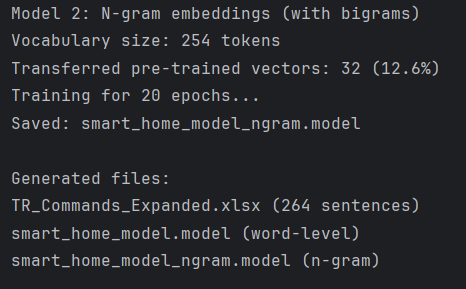 Model 2: N-gram embeddings (with bigrams)
Vocabulary size: 254 tokens
Transferred pre-trained vectors: 32 (12.6%)
Training for 20 epochs...
Saved: smart_home_model_ngram.model
Generated files:
TR_Commands_Expanded.xlsx (264 sentences)
smart_home_model.model (word-level)
smart_home_model_ngram.model (n-gram)